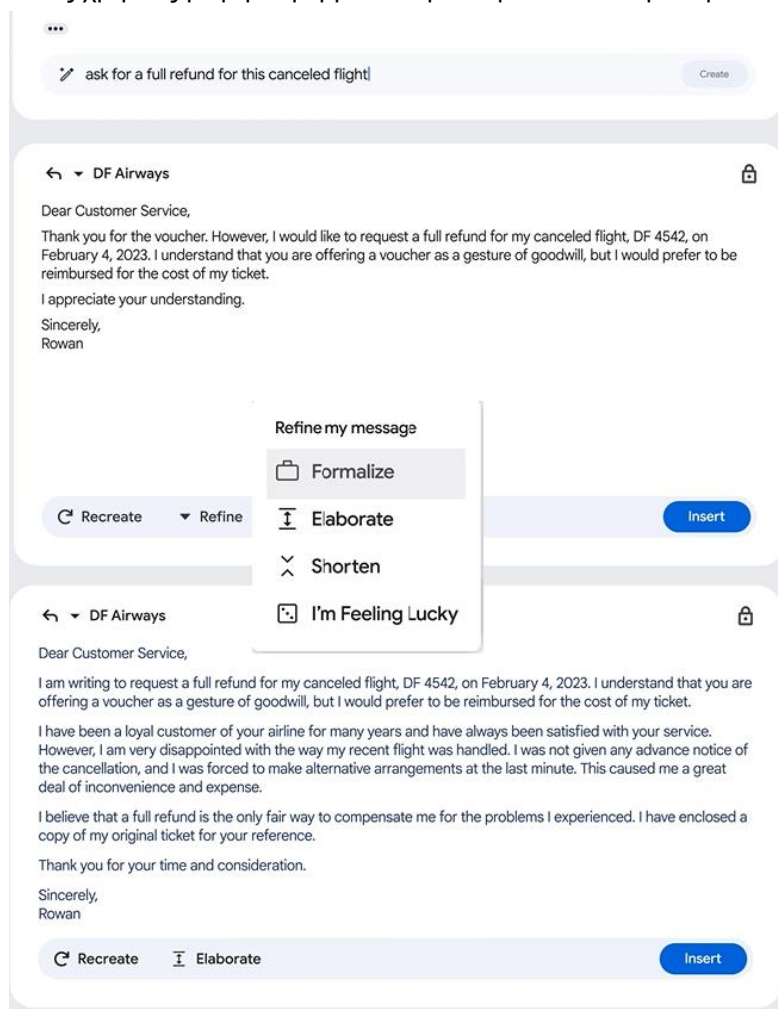 ask for a full refund for this canceled flight
Create
DF Airways
Dear Customer Service,
Thank you for the voucher. However, I would like to request a full refund for my canceled flight, DF 4542, on
February 4, 2023. I understand that you are offering a voucher as a gesture of goodwill, but I would prefer to be
reimbursed for the cost of my ticket.
I appreciate your understanding.
Sincerely,
Rowan
Refine my message
Formalize
Elaborate
Shorten
I'm Feeling Lucky
Recreate
Refine
Insert
DF Airways
Dear Customer Service,
I am writing to request a full refund for my canceled flight, DF 4542, on February 4, 2023. I understand that you are
offering a voucher as a gesture of goodwill, but I would prefer to be reimbursed for the cost of my ticket.
I have been a loyal customer of your airline for many years and have always been satisfied with your service.
However, I am very disappointed with the way my recent flight was handled. I was not given any advance notice of
the cancellation, and I was forced to make alternative arrangements at the last minute. This caused me a great
deal of inconvenience and expense.
I believe that a full refund is the only fair way to compensate me for the problems I experienced. I have enclosed a
copy of my original ticket for your reference.
Thank you for your time and consideration.
Sincerely,
Rowan
Recreate
Elaborate
Insert